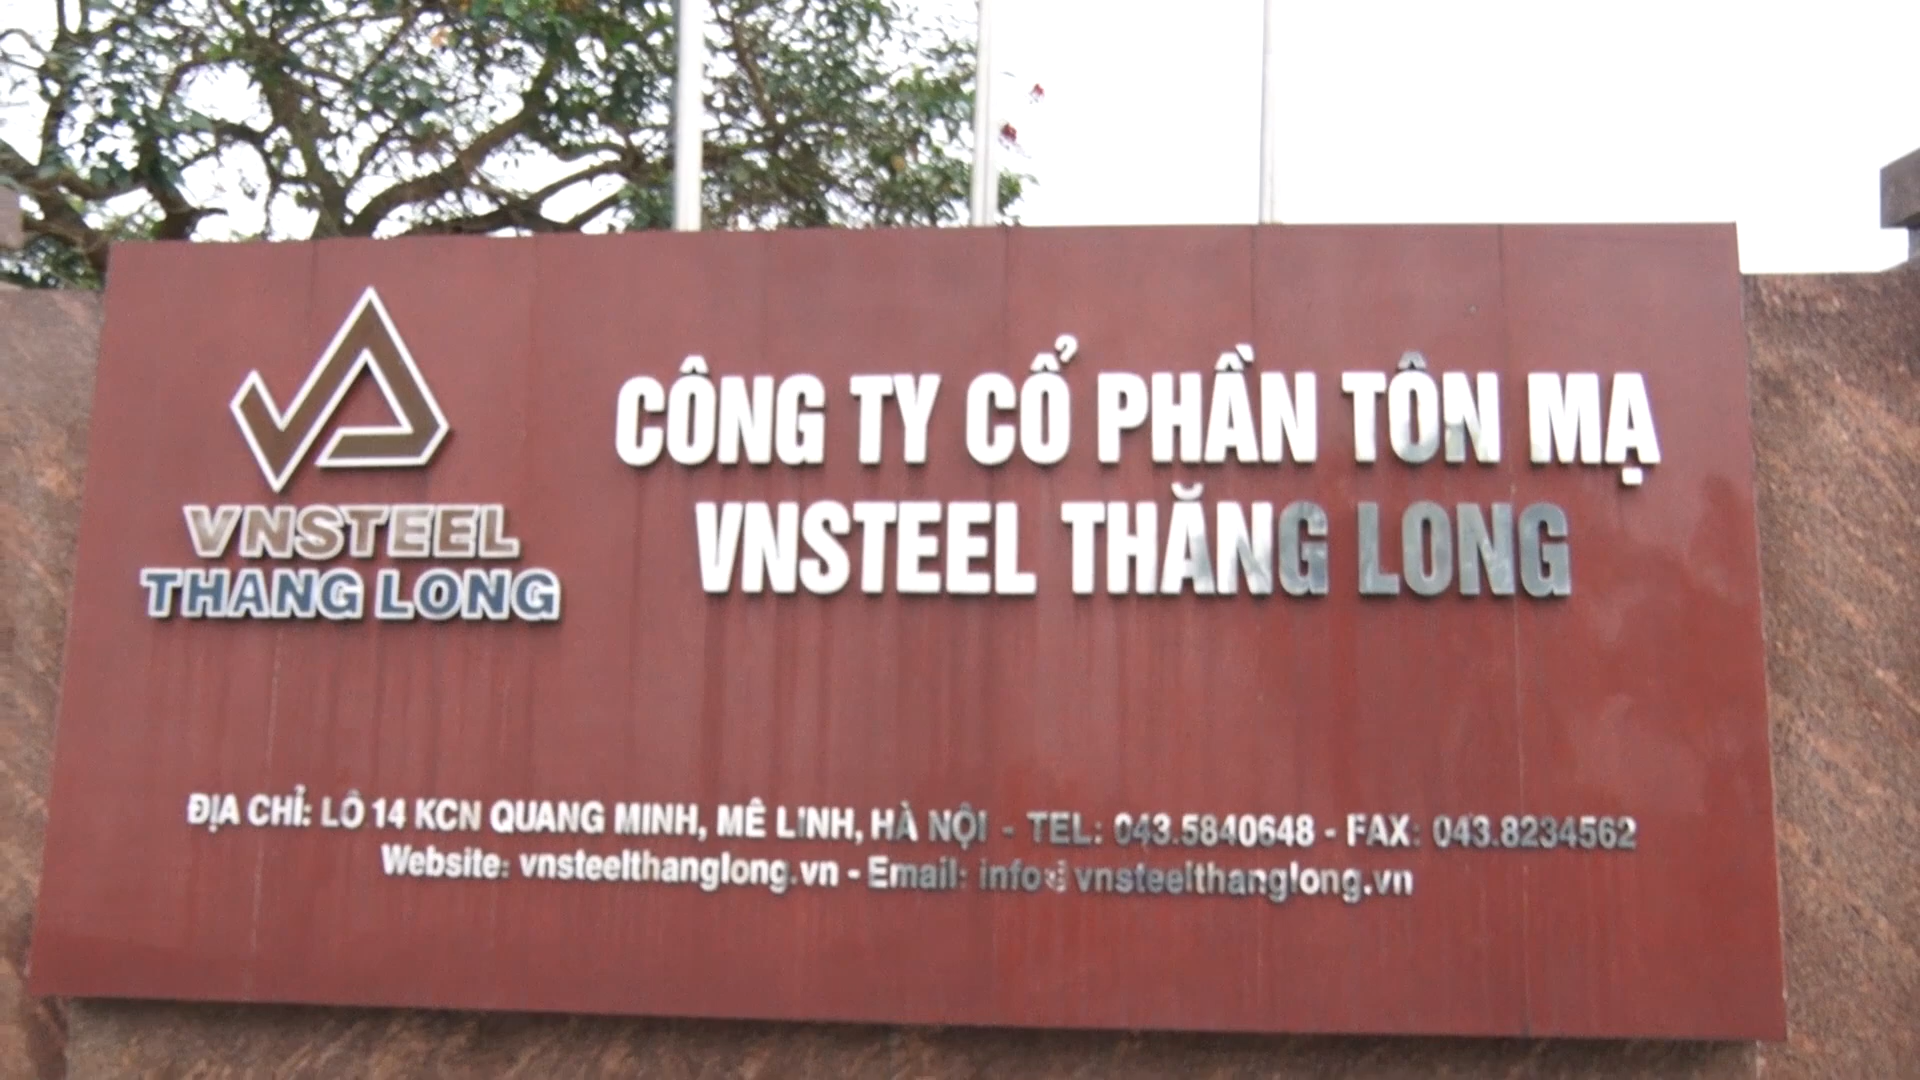 VNSTEEL
THANG LONG
CÔNG TY CỔ PHẦN TÔN MẠ
VNSTEEL THĂNG LONG
ĐỊA CHỈ: LÔ 14 KCN QUANG MINH, MÊ LINH, HÀ NỘI - TEL: 043.5840648 - FAX: 043.8234562
Website: vnsteelthanglong.vn - Email: info@vnsteelthanglong.vn